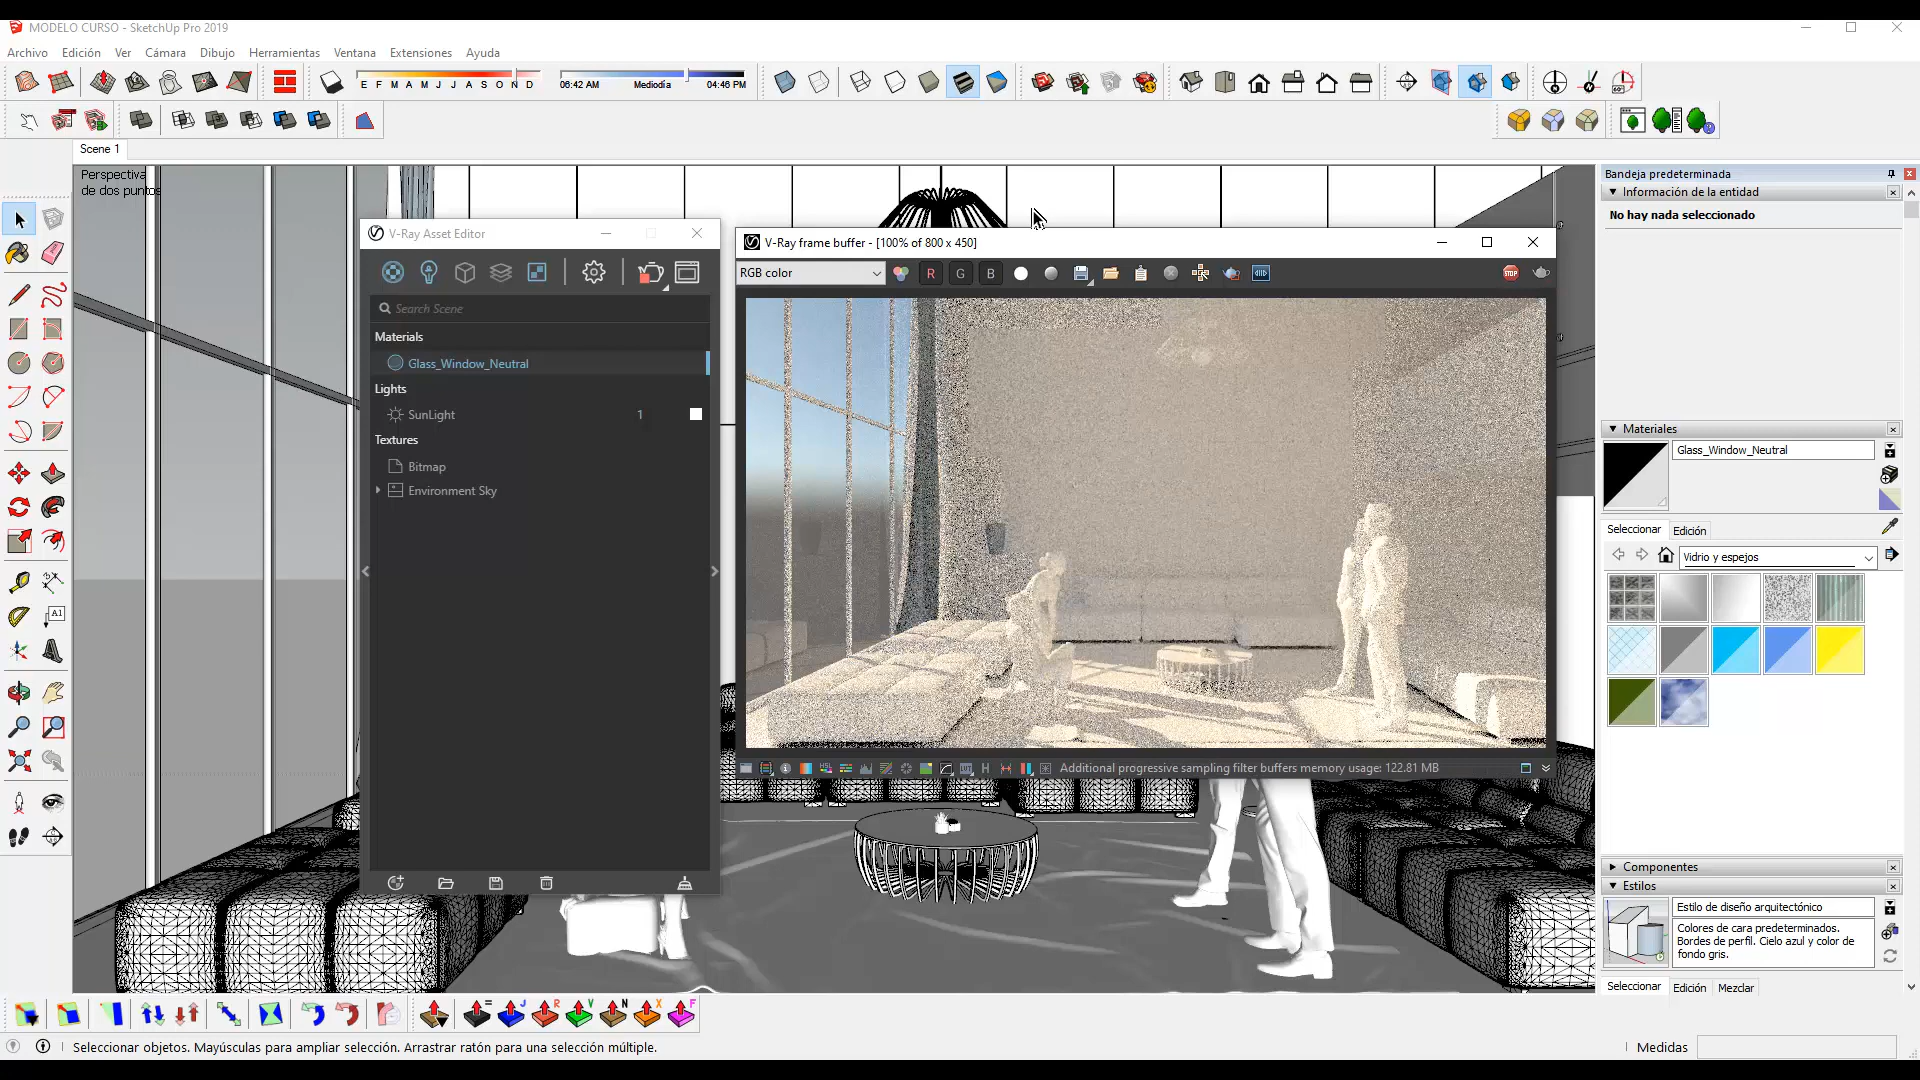 MODELO CURSO - SketchUp Pro 2019
Archivo Edición Ver Cámara Dibujo Herramientas Ventana Extensiones Ayuda
E F M A M J J A S O N D
06:42 AM Mediodía 04:46 PM
Scene 1
Perspectiva
de dos puntos
V-Ray Asset Editor
Search Scene
Materials
Glass_Window_Neutral
Lights
SunLight 1
Textures
Bitmap
Environment Sky
V-Ray frame buffer - [100% of 800 x 450]
RGB color
R G B
STOP
Additional progressive sampling filter buffers memory usage: 122.81 MB
Bandeja predeterminada
Información de la entidad
No hay nada seleccionado
Materiales
Glass_Window_Neutral
Seleccionar Edición
Vidrio y espejos
Componentes
Estilos
Estilo de diseño arquitectónico
Colores de cara predeterminados.
Bordes de perfil. Cielo azul y color de
fondo gris.
Seleccionar Edición Mezclar
A1
= J R V N X F
Seleccionar objetos. Mayúsculas para ampliar selección. Arrastrar ratón para una selección múltiple.
Medidas